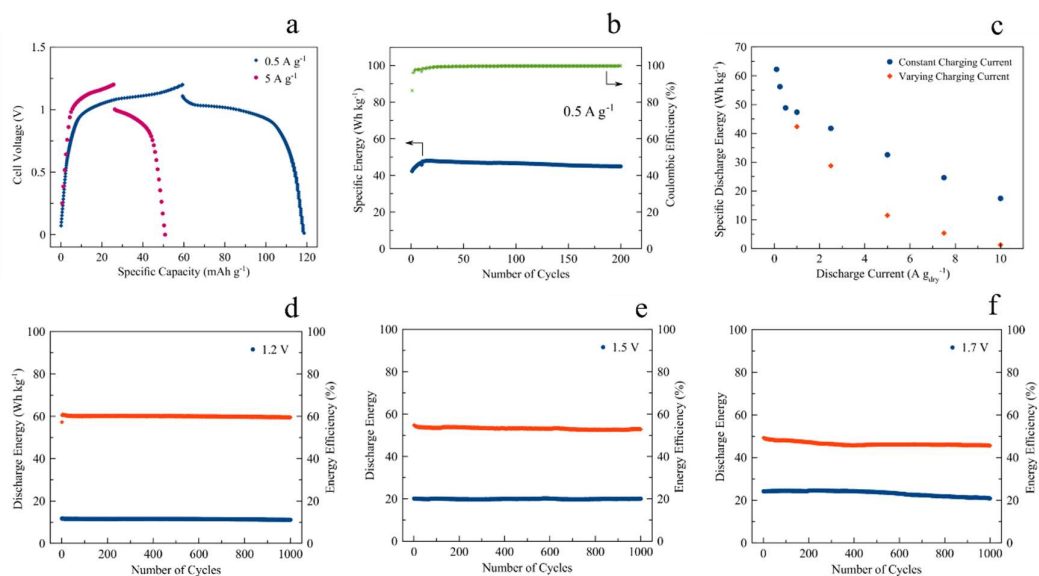 a
1.5
1
0.5
0
Cell Voltage (V)
0.5 A g-1
5 A g-1
0 20 40 60 80 100 120
Specific Capacity (mAh g-1)
b
100
80
60
40
20
0
Specific Energy (Wh kg-1)
0.5 A g-1
100
80
60
40
20
0
Coulombic Efficiency (%)
0 50 100 150 200
Number of Cycles
c
70
60
50
40
30
20
10
0
Specific Discharge Energy (Wh kg-1)
Constant Charging Current
Varying Charging Current
0 2 4 6 8 10
Discharge Current (A gdry-1)
d
100
80
60
40
20
0
Discharge Energy (Wh kg-1)
1.2 V
100
80
60
40
20
0
Energy Efficiency (%)
0 200 400 600 800 1000
Number of Cycles
e
100
80
60
40
20
0
Discharge Energy
1.5 V
100
80
60
40
20
0
Energy Efficiency (%)
0 200 400 600 800 1000
Number of Cycles
f
100
80
60
40
20
0
Discharge Energy
1.7 V
100
80
60
40
20
0
Energy Efficiency (%)
0 200 400 600 800 1000
Number of Cycles